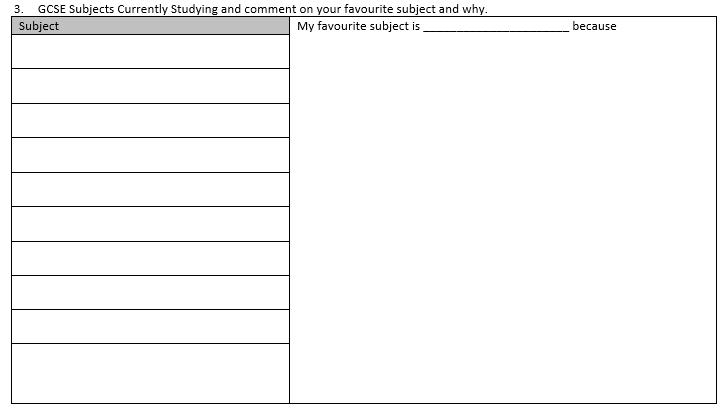 3. GCSE Subjects Currently Studying and comment on your favourite subject and why.
Subject
My favourite subject is ______________________ because